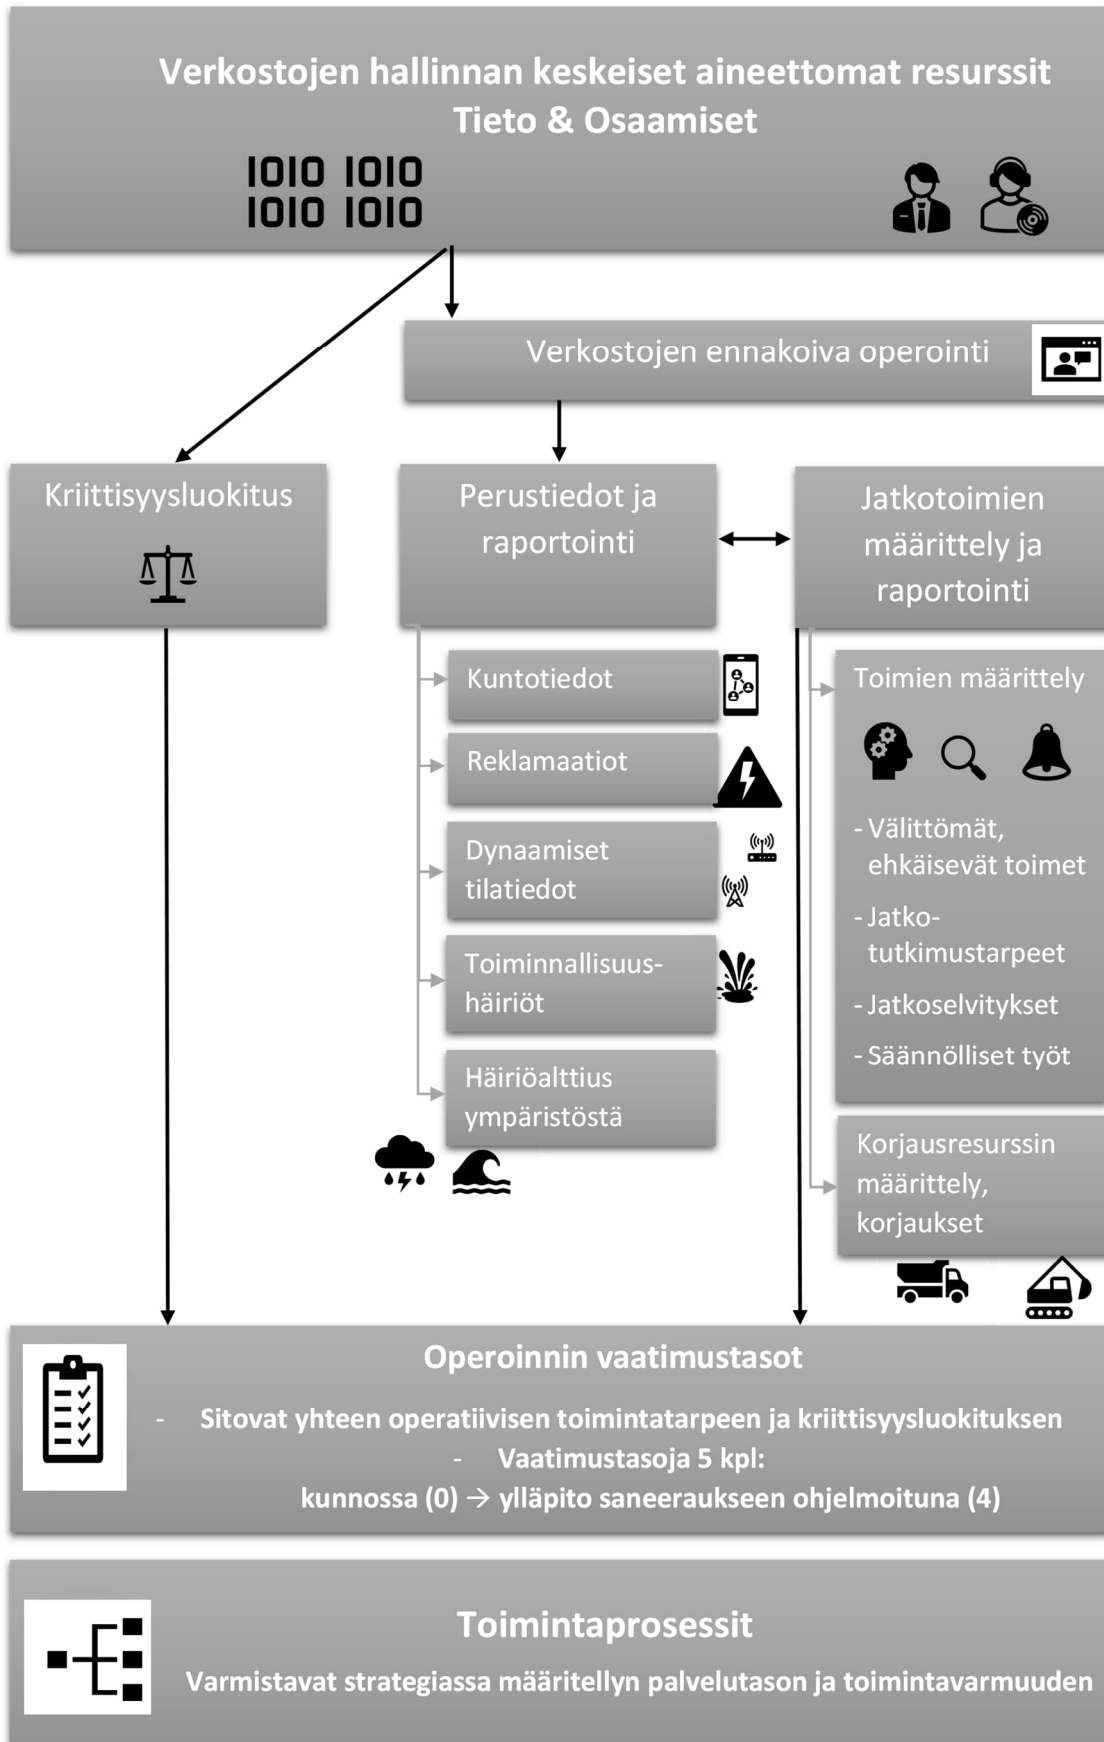 Verkostojen hallinnan keskeiset aineettomat resurssit
Tieto & Osaamiset
1010 1010
1010 1010
Verkostojen ennakoiva operointi
Kriittisyysluokitus
Perustiedot ja
raportointi
Jatkotoimien
määrittely ja
raportointi
Kuntotiedot
Reklamaatiot
Dynaamiset
tilatiedot
Toiminnallisuus-
häiriöt
Häiriöalttius
ympäristöstä
Toimien määrittely
- Välittömät,
ehkäisevät toimet
- Jatko-
tutkimustarpeet
- Jatkoselvitykset
- Säännölliset työt
Korjausresurssin
määrittely,
korjaukset
Operoinnin vaatimustasot
- Sitovat yhteen operatiivisen toimintatarpeen ja kriittisyysluokituksen
- Vaatimustasoja 5 kpl:
kunnossa (0) → ylläpito saneeraukseen ohjelmoituna (4)
Toimintaprosessit
Varmistavat strategiassa määritellyn palvelutason ja toimintavarmuuden